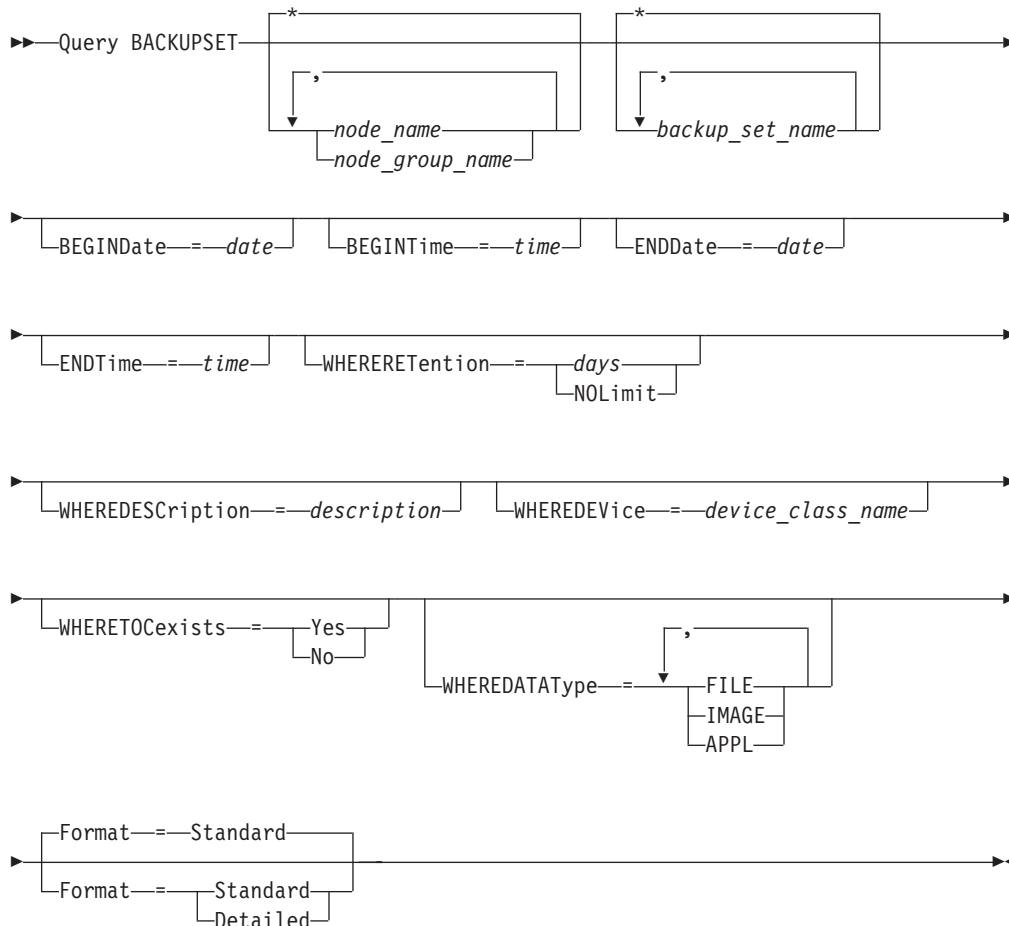 * *
Query BACKUPSET
, ,
node_name backup_set_name
node_group_name
BEGINDate = date BEGINTime = time ENDDate = date
ENDTime = time WHERERETention = days
NOLimit
WHEREDESCription = description WHEREDEVice = device_class_name
WHERETOCexists = Yes
No
,
WHEREDATAType = FILE
IMAGE
APPL
Format = Standard
Format = Standard
Detailed